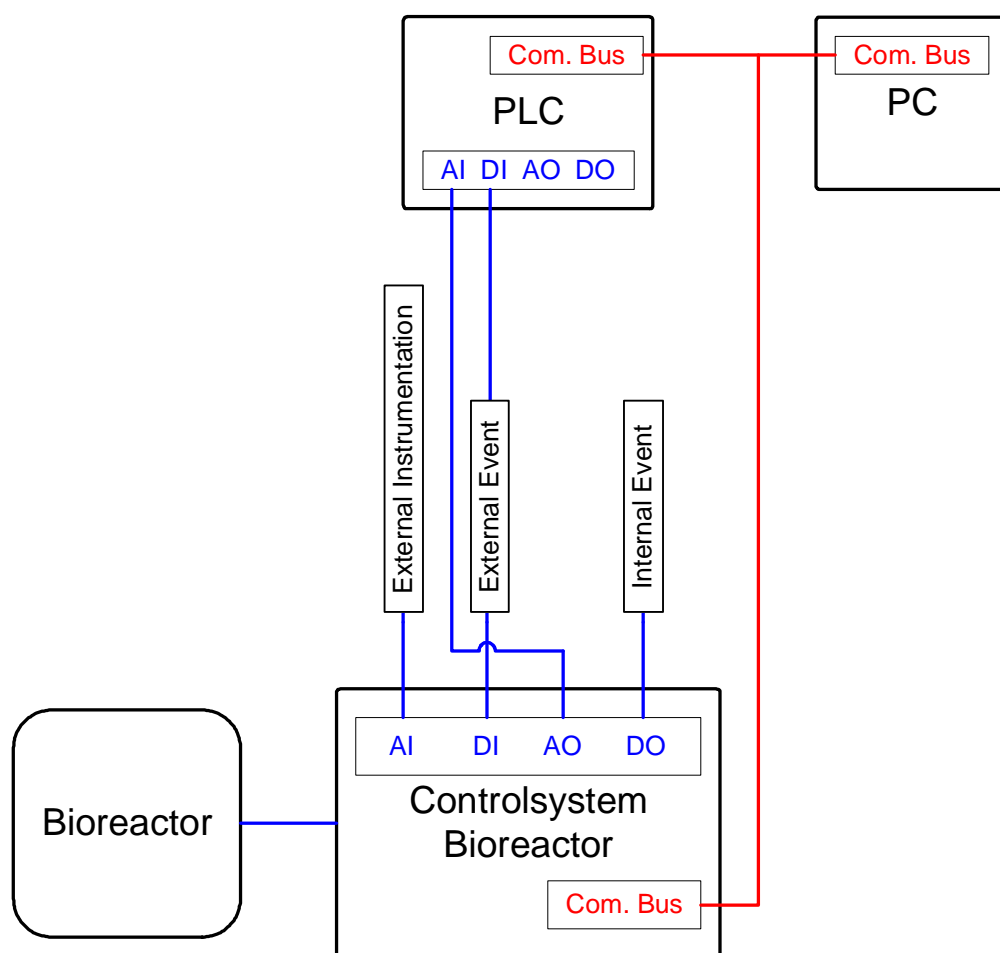 Com. Bus
Com. Bus
PLC
PC
AI DI AO DO
External Instrumentation
External Event
Internal Event
AI DI AO DO
Controlsystem
Bioreactor
Bioreactor
Com. Bus